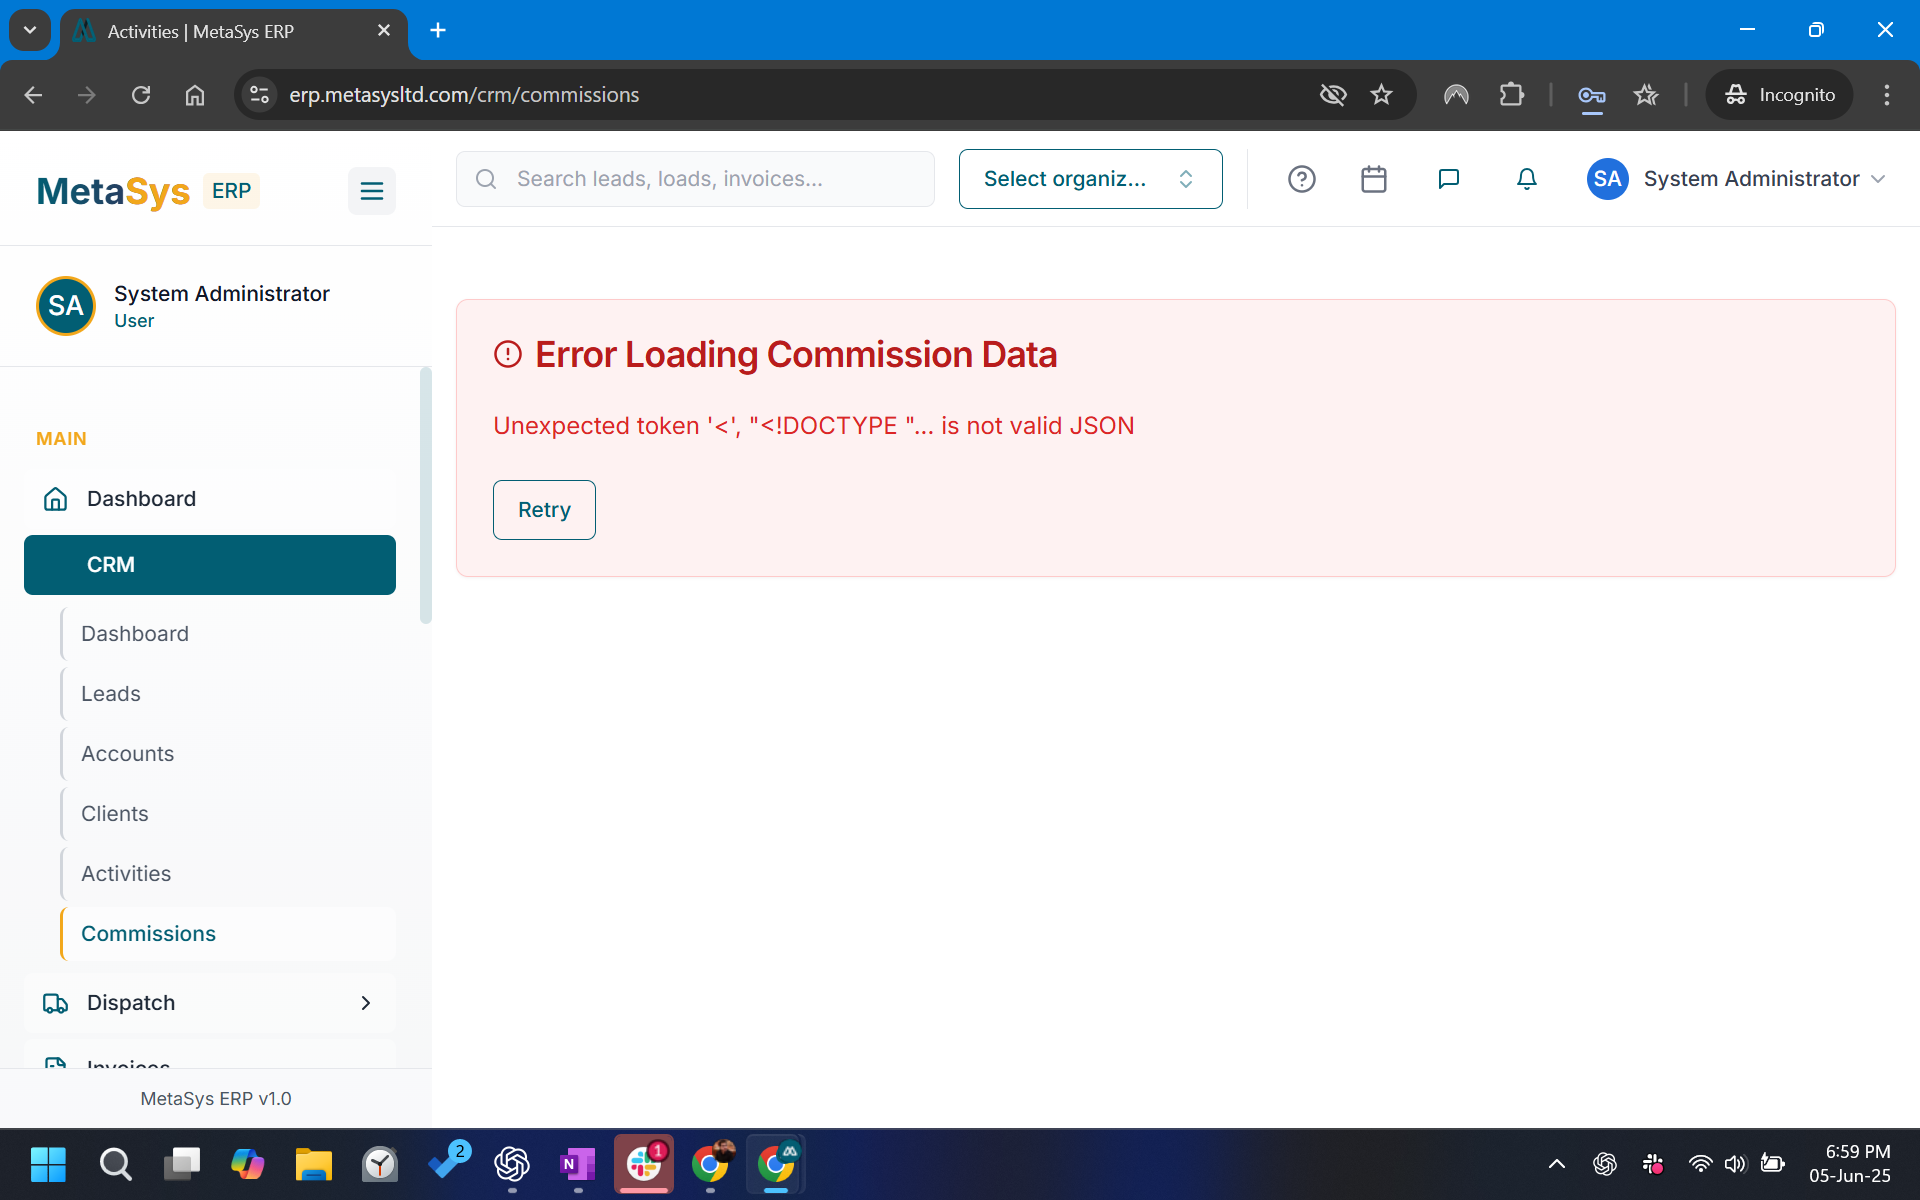 Activities | MetaSys ERP
erp.metasysltd.com/crm/commissions
Incognito
MetaSys ERP
Search leads, loads, invoices...
Select organiz...
SA System Administrator
SA
System Administrator
User
Error Loading Commission Data
Unexpected token '<', "<!DOCTYPE "... is not valid JSON
Retry
MAIN
Dashboard
CRM
Dashboard
Leads
Accounts
Clients
Activities
Commissions
Dispatch
Invoices
MetaSys ERP v1.0
2
N
1
6:59 PM
05-Jun-25